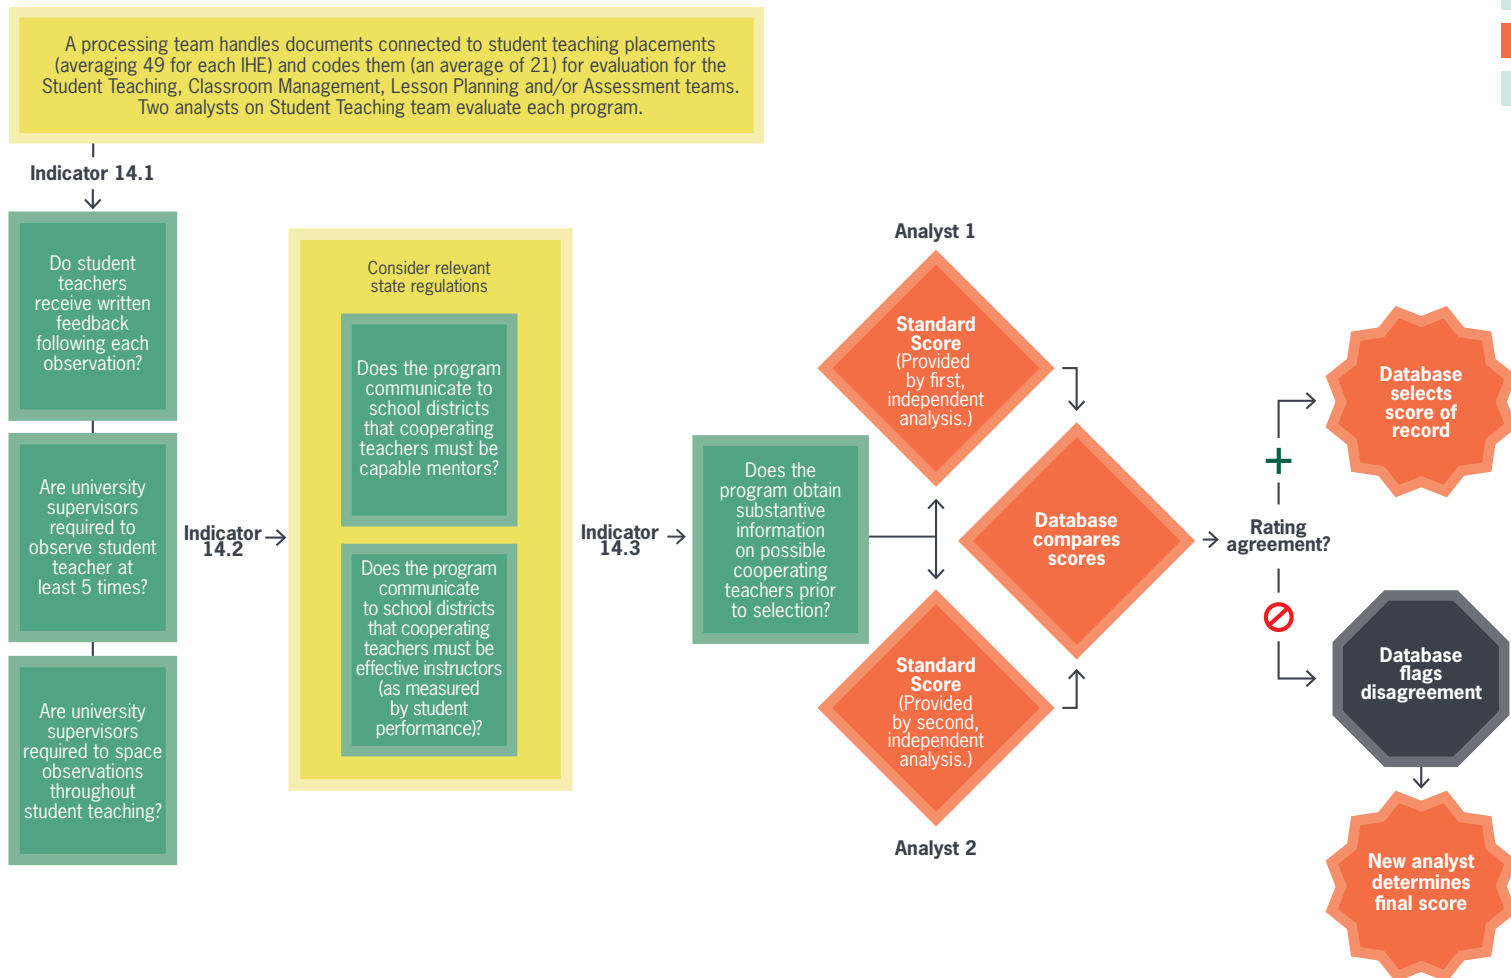 A processing team handles documents connected to student teaching placements
(averaging 49 for each IHE) and codes them (an average of 21) for evaluation for the
Student Teaching, Classroom Management, Lesson Planning and/or Assessment teams.
Two analysts on Student Teaching team evaluate each program.
Indicator 14.1
Do student
teachers
receive written
feedback
following each
observation?
Are university
supervisors
required to
observe student
teacher at
least 5 times?
Are university
supervisors
required to space
observations
throughout
student teaching?
Indicator
14.2
Consider relevant
state regulations
Does the program
communicate to
school districts
that cooperating
teachers must be
capable mentors?
Does the program
communicate
to school districts
that cooperating
teachers must be
effective instructors
(as measured
by student
performance)?
Indicator
14.3
Does the
program obtain
substantive
information
on possible
cooperating
teachers prior
to selection?
Analyst 1
Standard
Score
(Provided
by first,
independent
analysis.)
Standard
Score
(Provided
by second,
independent
analysis.)
Analyst 2
Database
compares
scores
Rating
agreement?
Database
selects
score of
record
Database
flags
disagreement
New analyst
determines
final score